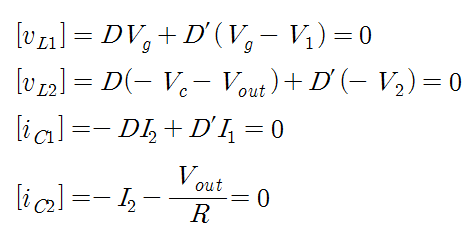 [v_{L1}] = DV_g + D′(V_g − V_1) = 0
[v_{L2}] = D(− V_c − V_{out}) + D′(− V_2) = 0
[i_{C1}] = − DI_2 + D′I_1 = 0
[i_{C2}] = − I_2 − \frac{V_{out}}{R} = 0